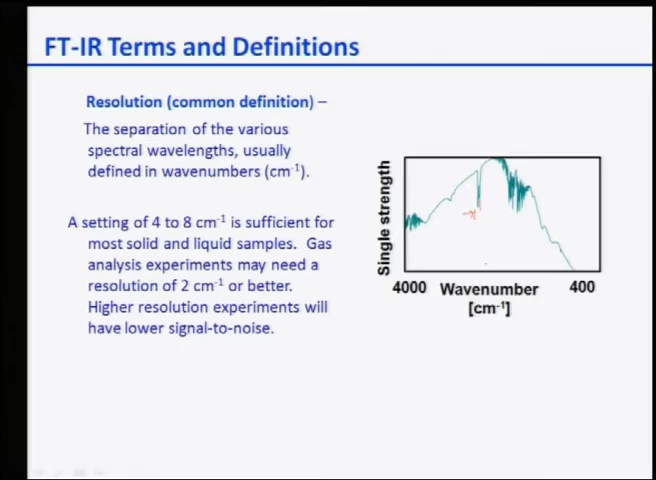 FT-IR Terms and Definitions
Resolution (common definition) –
The separation of the various
spectral wavelengths, usually
defined in wavenumbers (cm⁻¹).
A setting of 4 to 8 cm⁻¹ is sufficient for
most solid and liquid samples. Gas
analysis experiments may need a
resolution of 2 cm⁻¹ or better.
Higher resolution experiments will
have lower signal-to-noise.
Single strength
4000 Wavenumber 400
[cm⁻¹]